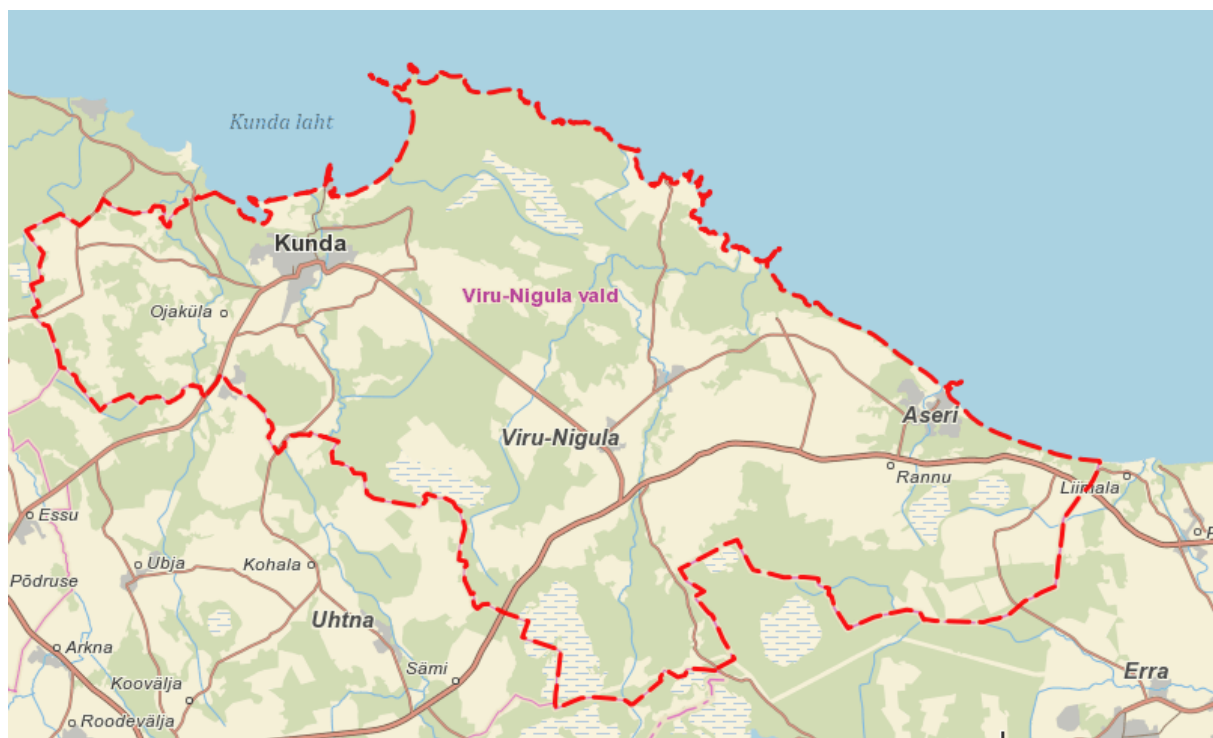 Kunda laht
Kunda
Viru-Nigula vald
Ojaküla
Aseri
Viru-Nigula
Rannu
Liimala
Essu
Ubja
Kohala
Põdruse
Uhtna
Arkna
Sämi
Koovälja
Erra
Roodevälja